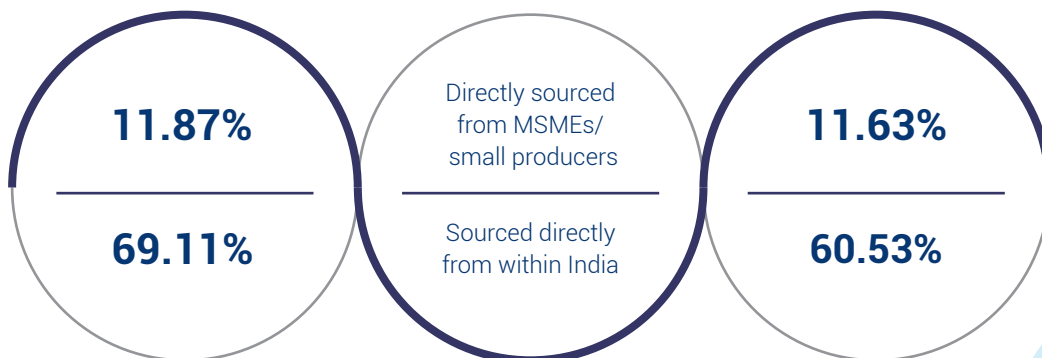 11.87%
69.11%
Directly sourced
from MSMEs/
small producers
Sourced directly
from within India
11.63%
60.53%